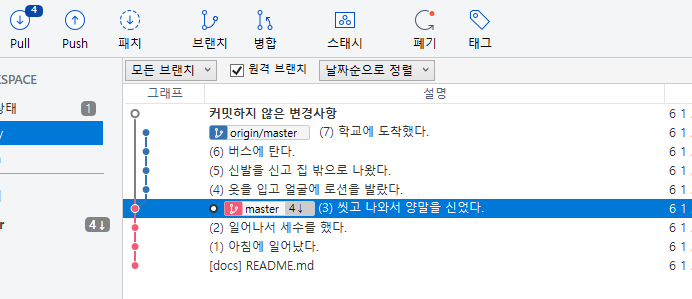 4
Pull Push 패치 브랜치 병합 스태시 폐기 태그
모든 브랜치 원격 브랜치 날짜순으로 정렬
KSPACE
그래프 설명
상태 1
커밋하지 않은 변경사항 6 1
y
origin/master (7) 학교에 도착했다. 6 1
(6) 버스에 탄다. 6 1
(5) 신발을 신고 집 밖으로 나왔다. 6 1
(4) 옷을 입고 얼굴에 로션을 발랐다. 6 1
master 4↓ (3) 씻고 나와서 양말을 신었다. 6 1
r 4↓
(2) 일어나서 세수를 했다. 6 1
(1) 아침에 일어났다. 6 1
[docs] README.md 6 1